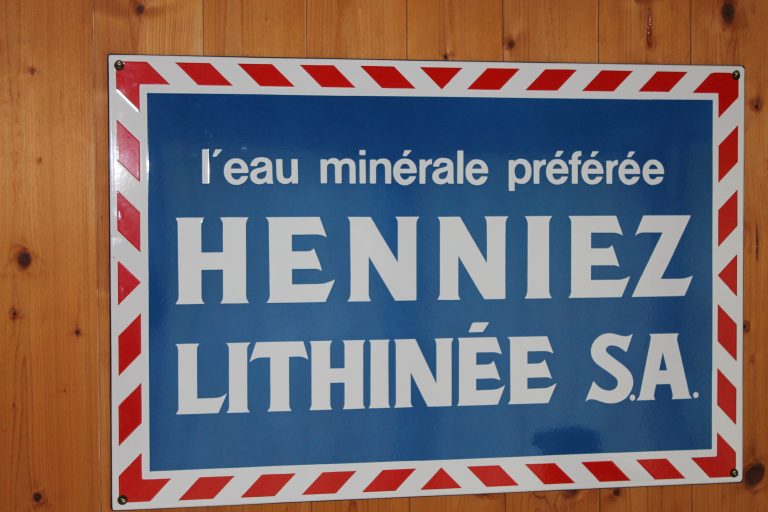 l'eau minérale préférée
HENNIEZ
LITHINÉE S.A.